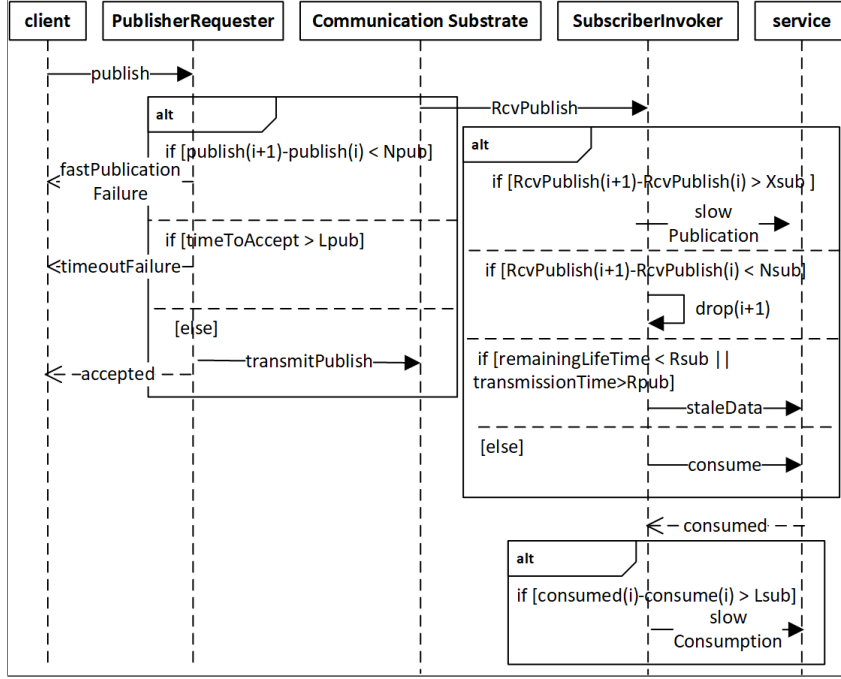 client
PublisherRequester
Communication Substrate
SubscriberInvoker
service
publish
alt
RcvPublish
if [publish(i+1)-publish(i) < Npub]
alt
fastPublication
Failure
if [RcvPublish(i+1)-RcvPublish(i) > Xsub ]
slow
Publication
if [timeToAccept > Lpub]
timeoutFailure
if [RcvPublish(i+1)-RcvPublish(i) < Nsub]
drop(i+1)
[else]
transmitPublish
accepted
if [remainingLifeTime < Rsub ||
transmissionTime>Rpub]
staleData
[else]
consume
consumed
alt
if [consumed(i)-consume(i) > Lsub]
slow
Consumption